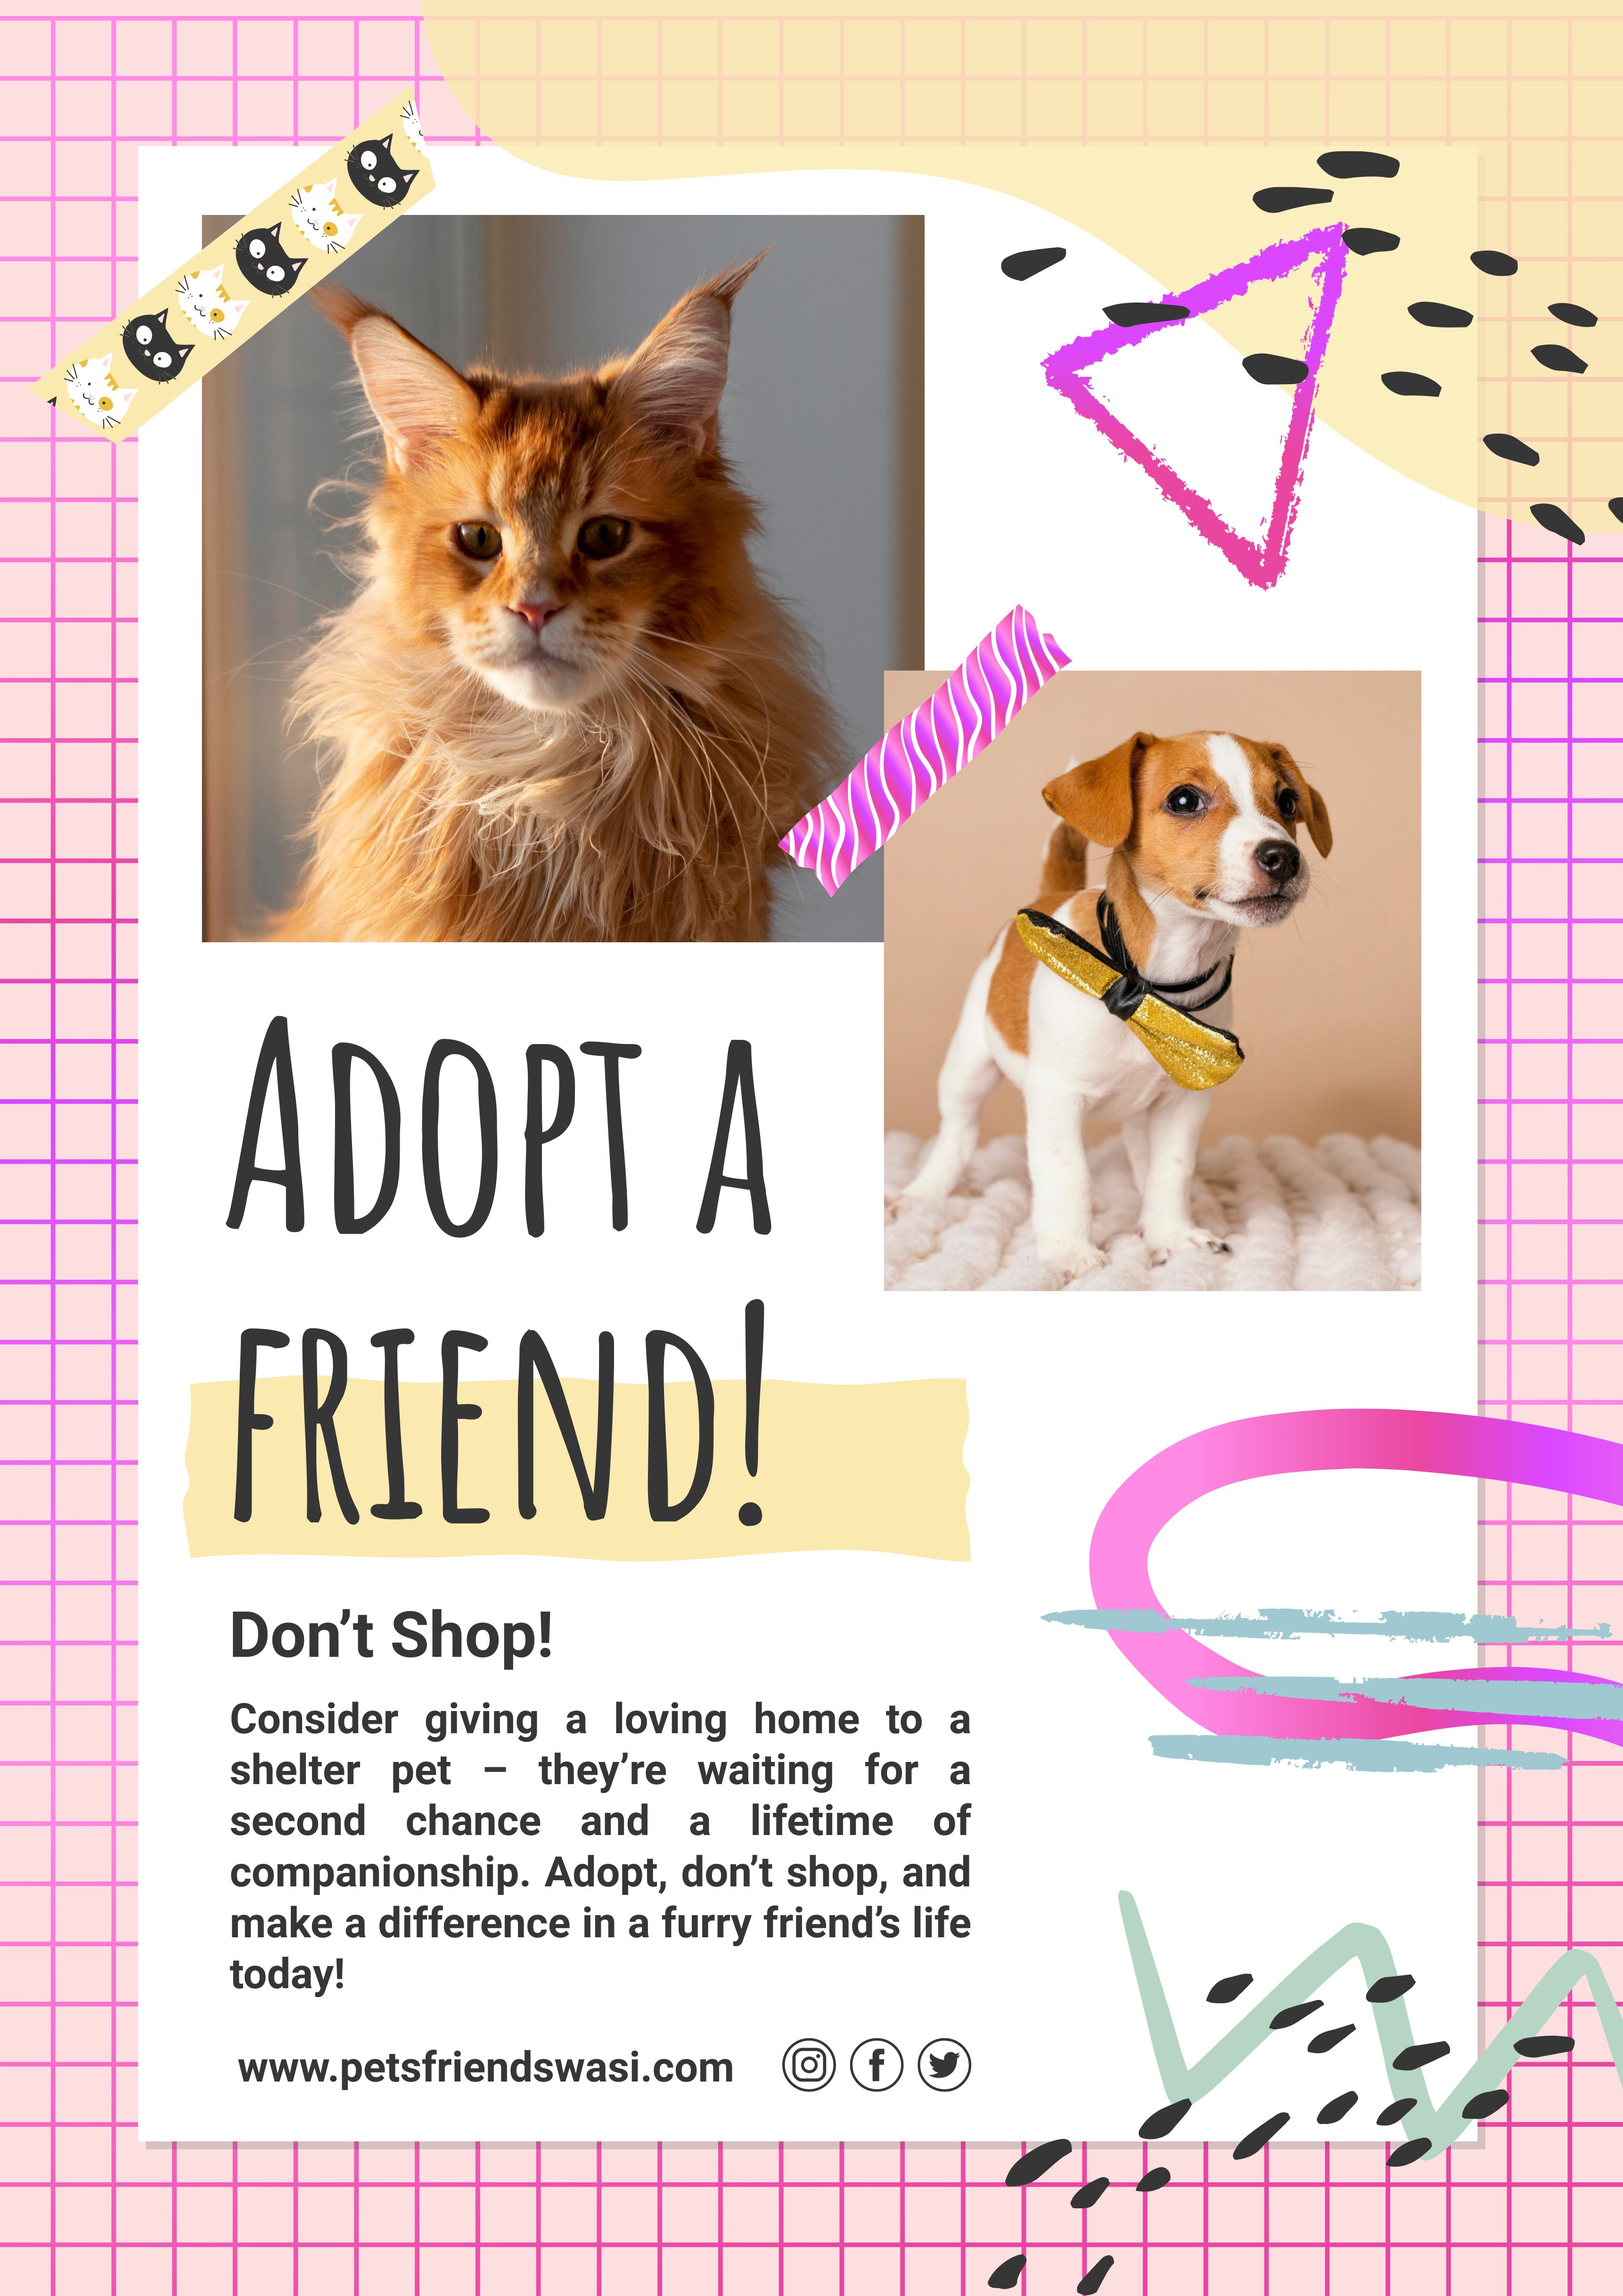 ADOPT A
FRIEND!
Don’t Shop!
Consider giving a loving home to a
shelter pet – they’re waiting for a
second chance and a lifetime of
companionship. Adopt, don’t shop, and
make a difference in a furry friend’s life
today!
www.petsfriendswasi.com